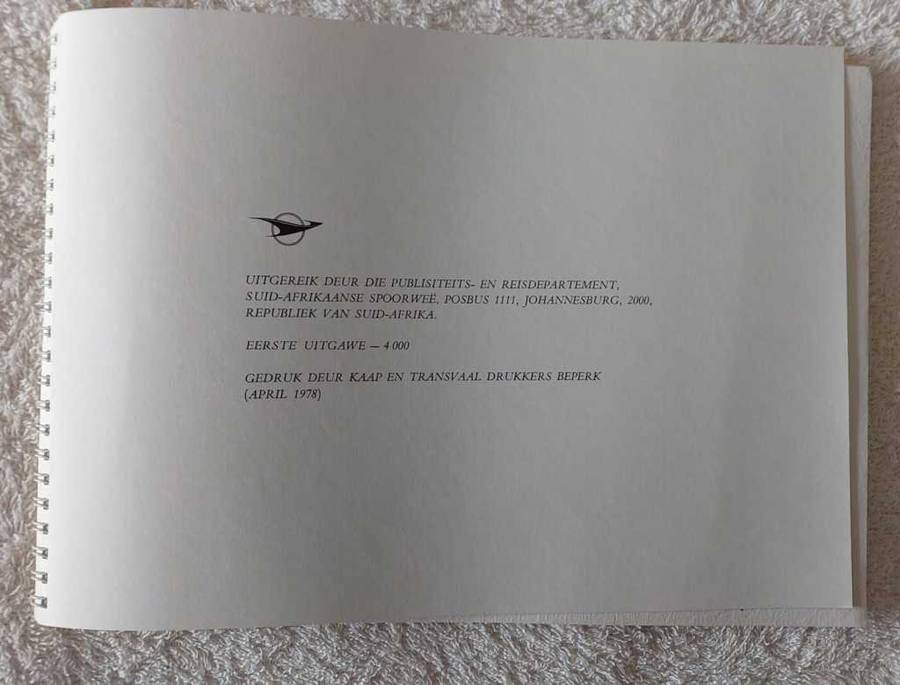 UITGEREIK DEUR DIE PUBLISITEITS- EN REISDEPARTEMENT,
SUID-AFRIKAANSE SPOORWEË, POSBUS 1111, JOHANNESBURG, 2000,
REPUBLIEK VAN SUID-AFRIKA.
EERSTE UITGAWE — 4 000
GEDRUK DEUR KAAP EN TRANSVAAL DRUKKERS BEPERK
(APRIL 1978)